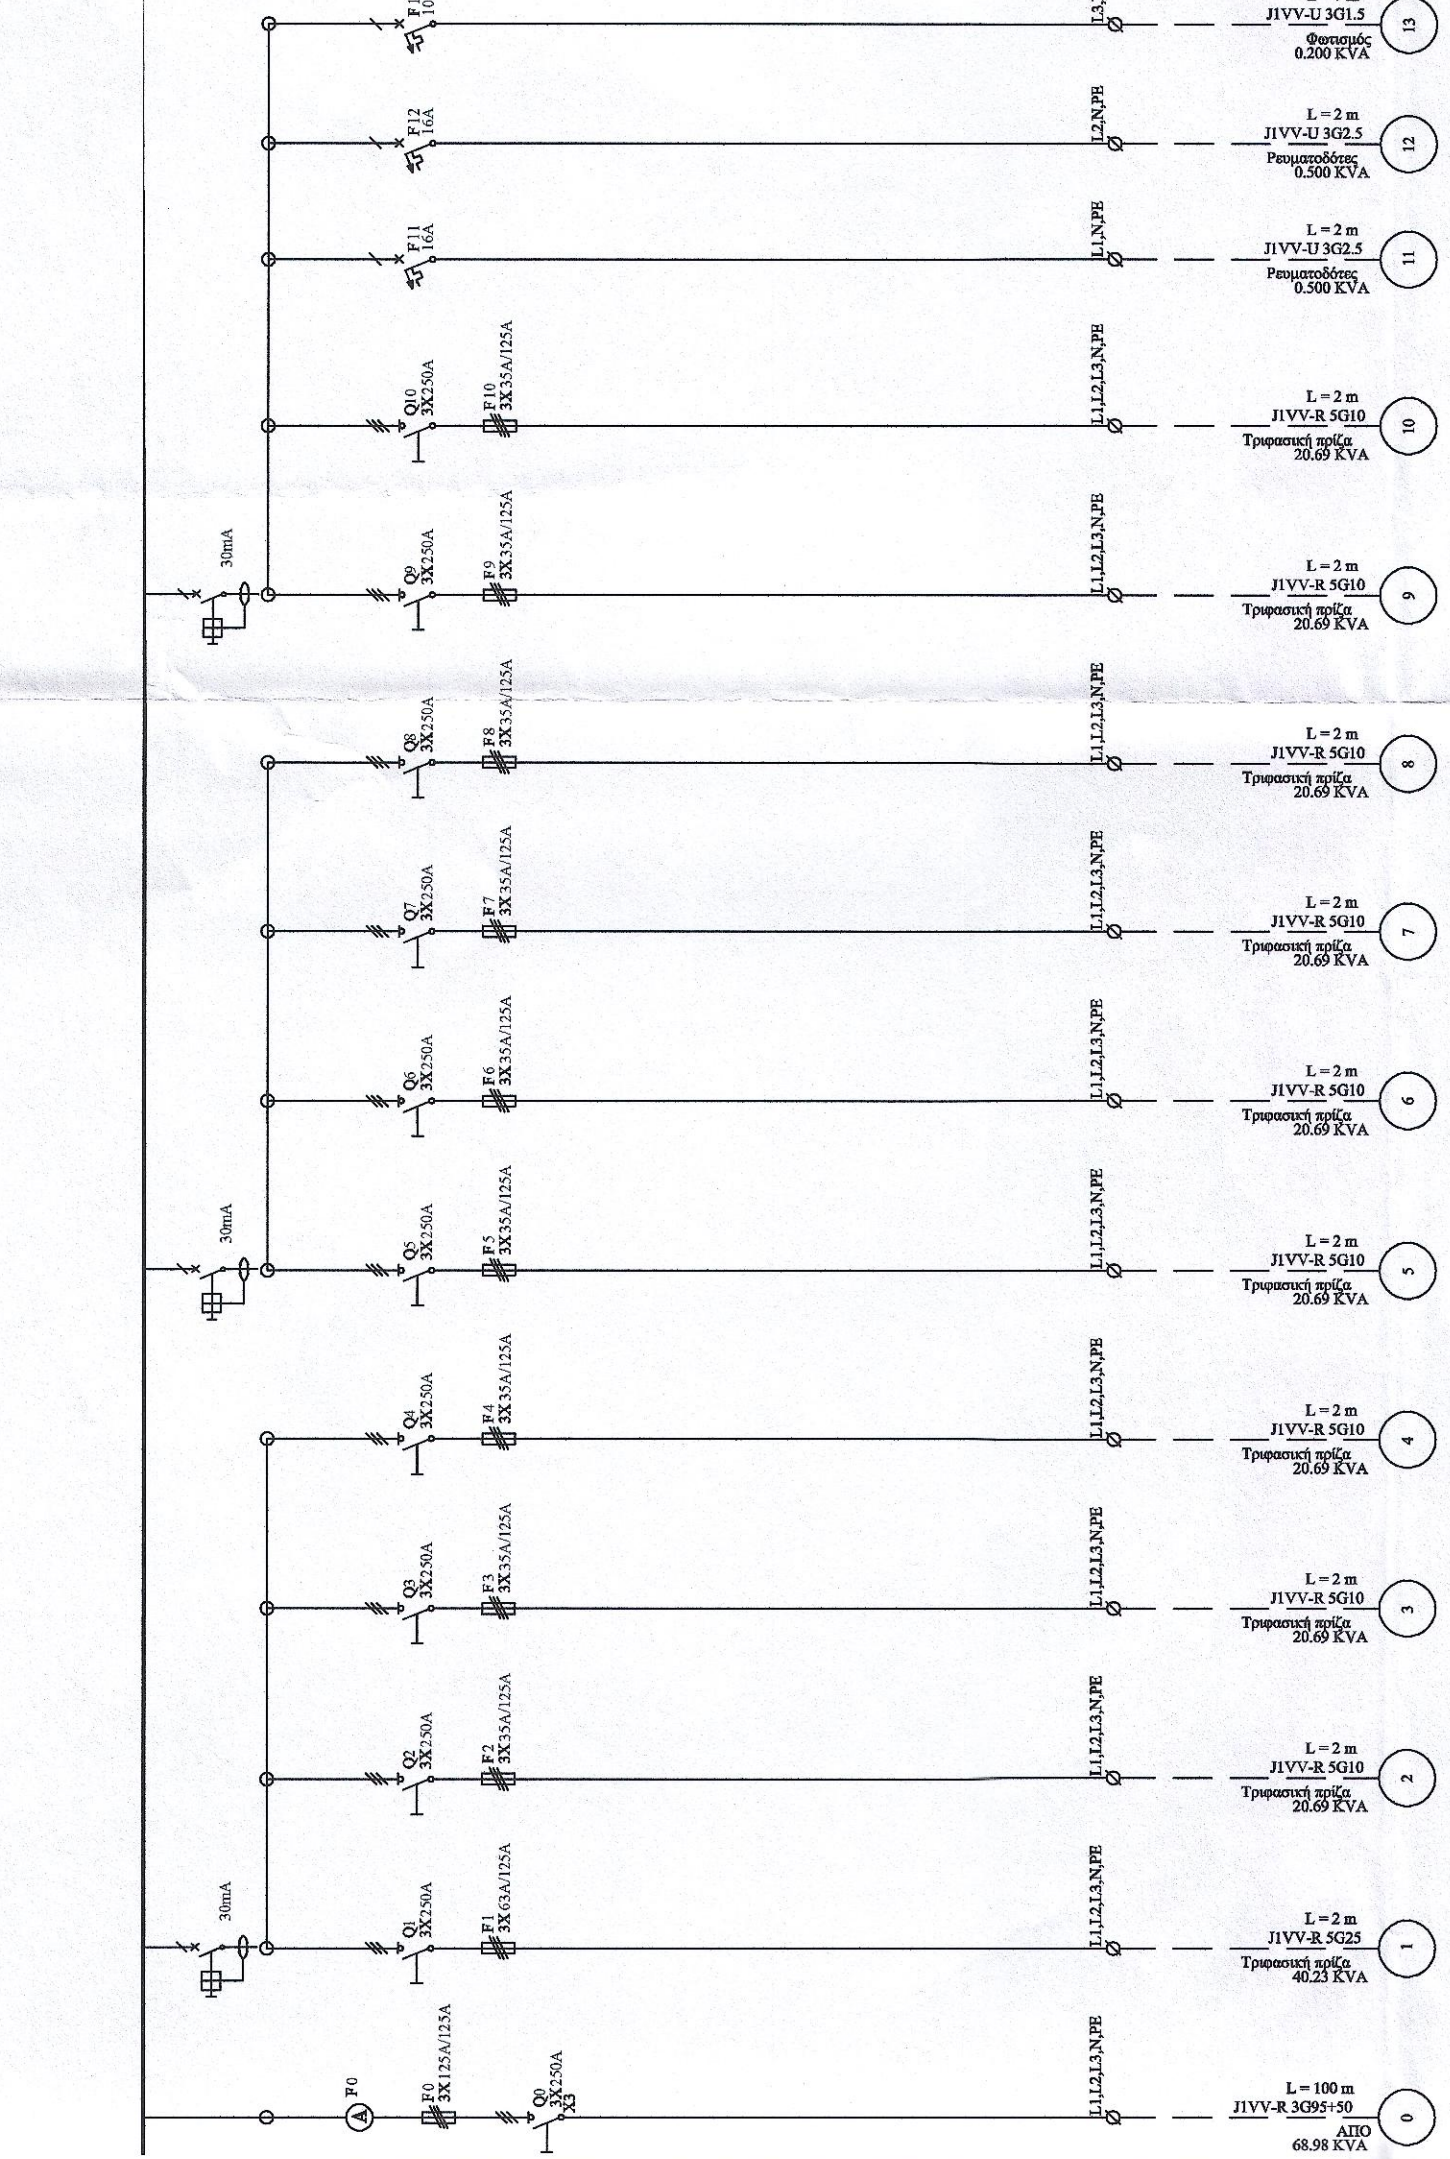 J1VV-U 3G1.5
Φωτισμός
0.200 KVA
13
F12
16A
L2,N,PE
L = 2 m
J1VV-U 3G2.5
Ρευματοδότες
0.500 KVA
12
F11
16A
L1,N,PE
L = 2 m
J1VV-U 3G2.5
Ρευματοδότες
0.500 KVA
11
Q10
3X250A
F10
3X35A/125A
L1,L2,L3,N,PE
L = 2 m
J1VV-R 5G10
Τριφασική πρίζα
20.69 KVA
10
30mA
Q9
3X250A
F9
3X35A/125A
L1,L2,L3,N,PE
L = 2 m
J1VV-R 5G10
Τριφασική πρίζα
20.69 KVA
9
Q8
3X250A
F8
3X35A/125A
L1,L2,L3,N,PE
L = 2 m
J1VV-R 5G10
Τριφασική πρίζα
20.69 KVA
8
Q7
3X250A
F7
3X35A/125A
L1,L2,L3,N,PE
L = 2 m
J1VV-R 5G10
Τριφασική πρίζα
20.69 KVA
7
Q6
3X250A
F6
3X35A/125A
L1,L2,L3,N,PE
L = 2 m
J1VV-R 5G10
Τριφασική πρίζα
20.69 KVA
6
30mA
Q5
3X250A
F5
3X35A/125A
L1,L2,L3,N,PE
L = 2 m
J1VV-R 5G10
Τριφασική πρίζα
20.69 KVA
5
Q4
3X250A
F4
3X35A/125A
L1,L2,L3,N,PE
L = 2 m
J1VV-R 5G10
Τριφασική πρίζα
20.69 KVA
4
Q3
3X250A
F3
3X35A/125A
L1,L2,L3,N,PE
L = 2 m
J1VV-R 5G10
Τριφασική πρίζα
20.69 KVA
3
Q2
3X250A
F2
3X35A/125A
L1,L2,L3,N,PE
L = 2 m
J1VV-R 5G10
Τριφασική πρίζα
20.69 KVA
2
30mA
Q1
3X250A
F1
3X63A/125A
L1,L2,L3,N,PE
L = 2 m
J1VV-R 5G25
Τριφασική πρίζα
40.23 KVA
1
F0
A
F0
3X125A/125A
Q0
3X250A
X3
L1,L2,L3,N,PE
L = 100 m
J1VV-R 3G95+50
ΑΠΟ
68.98 KVA
0